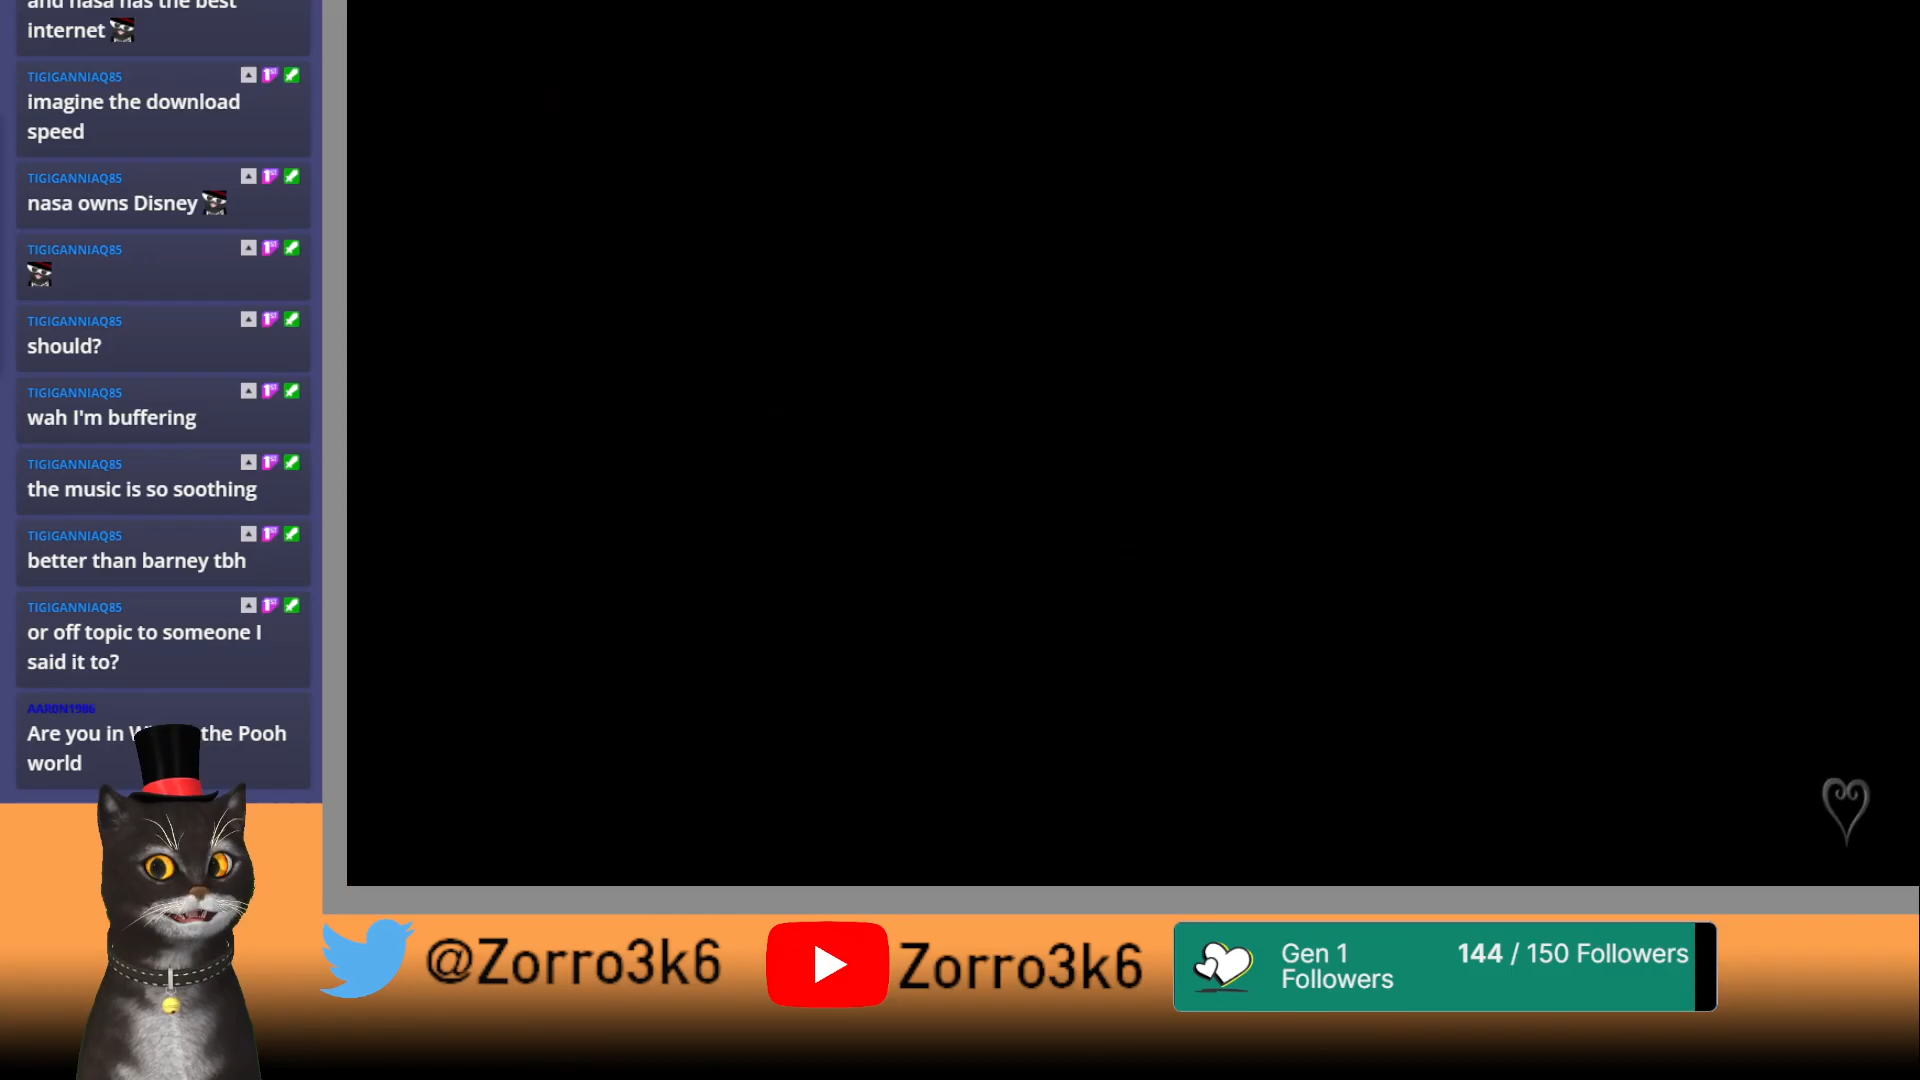 and nasa has the best
internet
TIGIGANNIAQ85
imagine the download
speed
TIGIGANNIAQ85
nasa owns Disney
TIGIGANNIAQ85
TIGIGANNIAQ85
should?
TIGIGANNIAQ85
wah I'm buffering
TIGIGANNIAQ85
the music is so soothing
TIGIGANNIAQ85
better than barney tbh
TIGIGANNIAQ85
or off topic to someone I
said it to?
AARON1986
Are you in the Pooh
world
@Zorro3k6
Zorro3k6
Gen 1
Followers
144 / 150 Followers